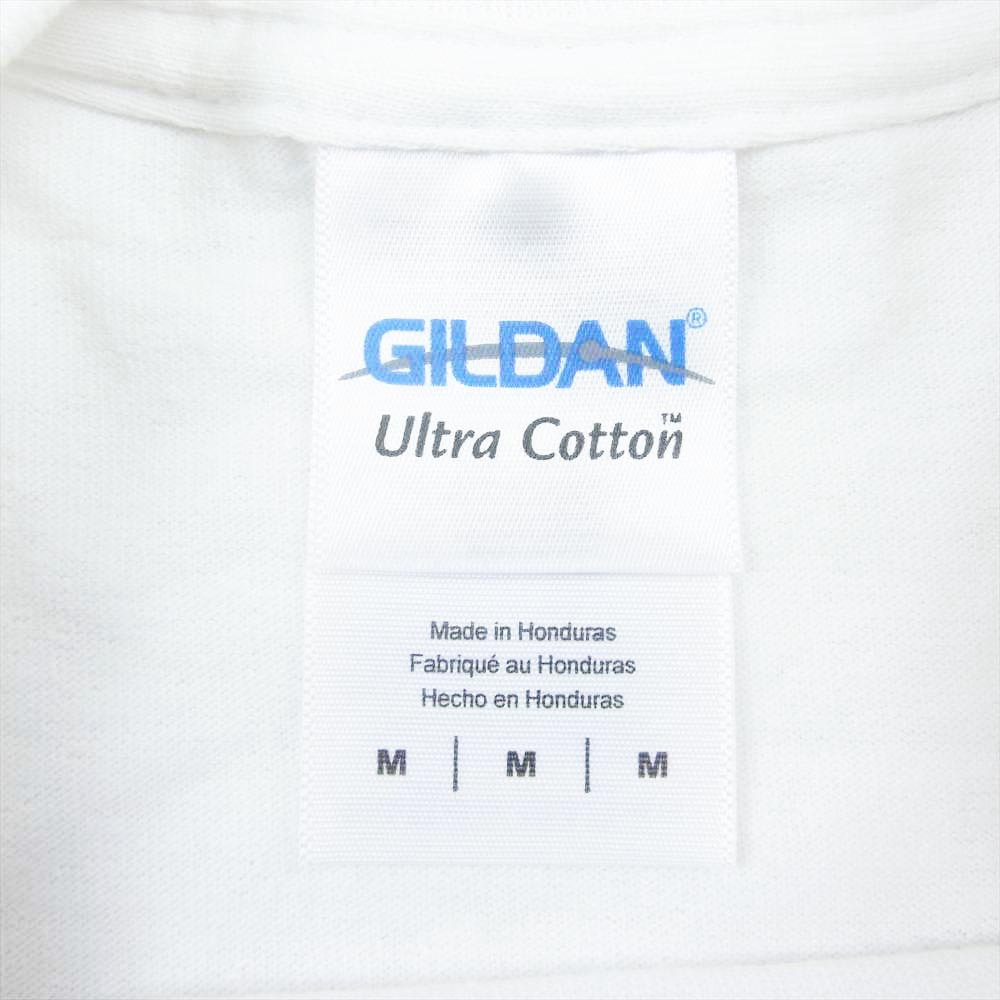 GILDAN®
Ultra Cotton™
Made in Honduras
Fabriqué au Honduras
Hecho en Honduras
M | M | M